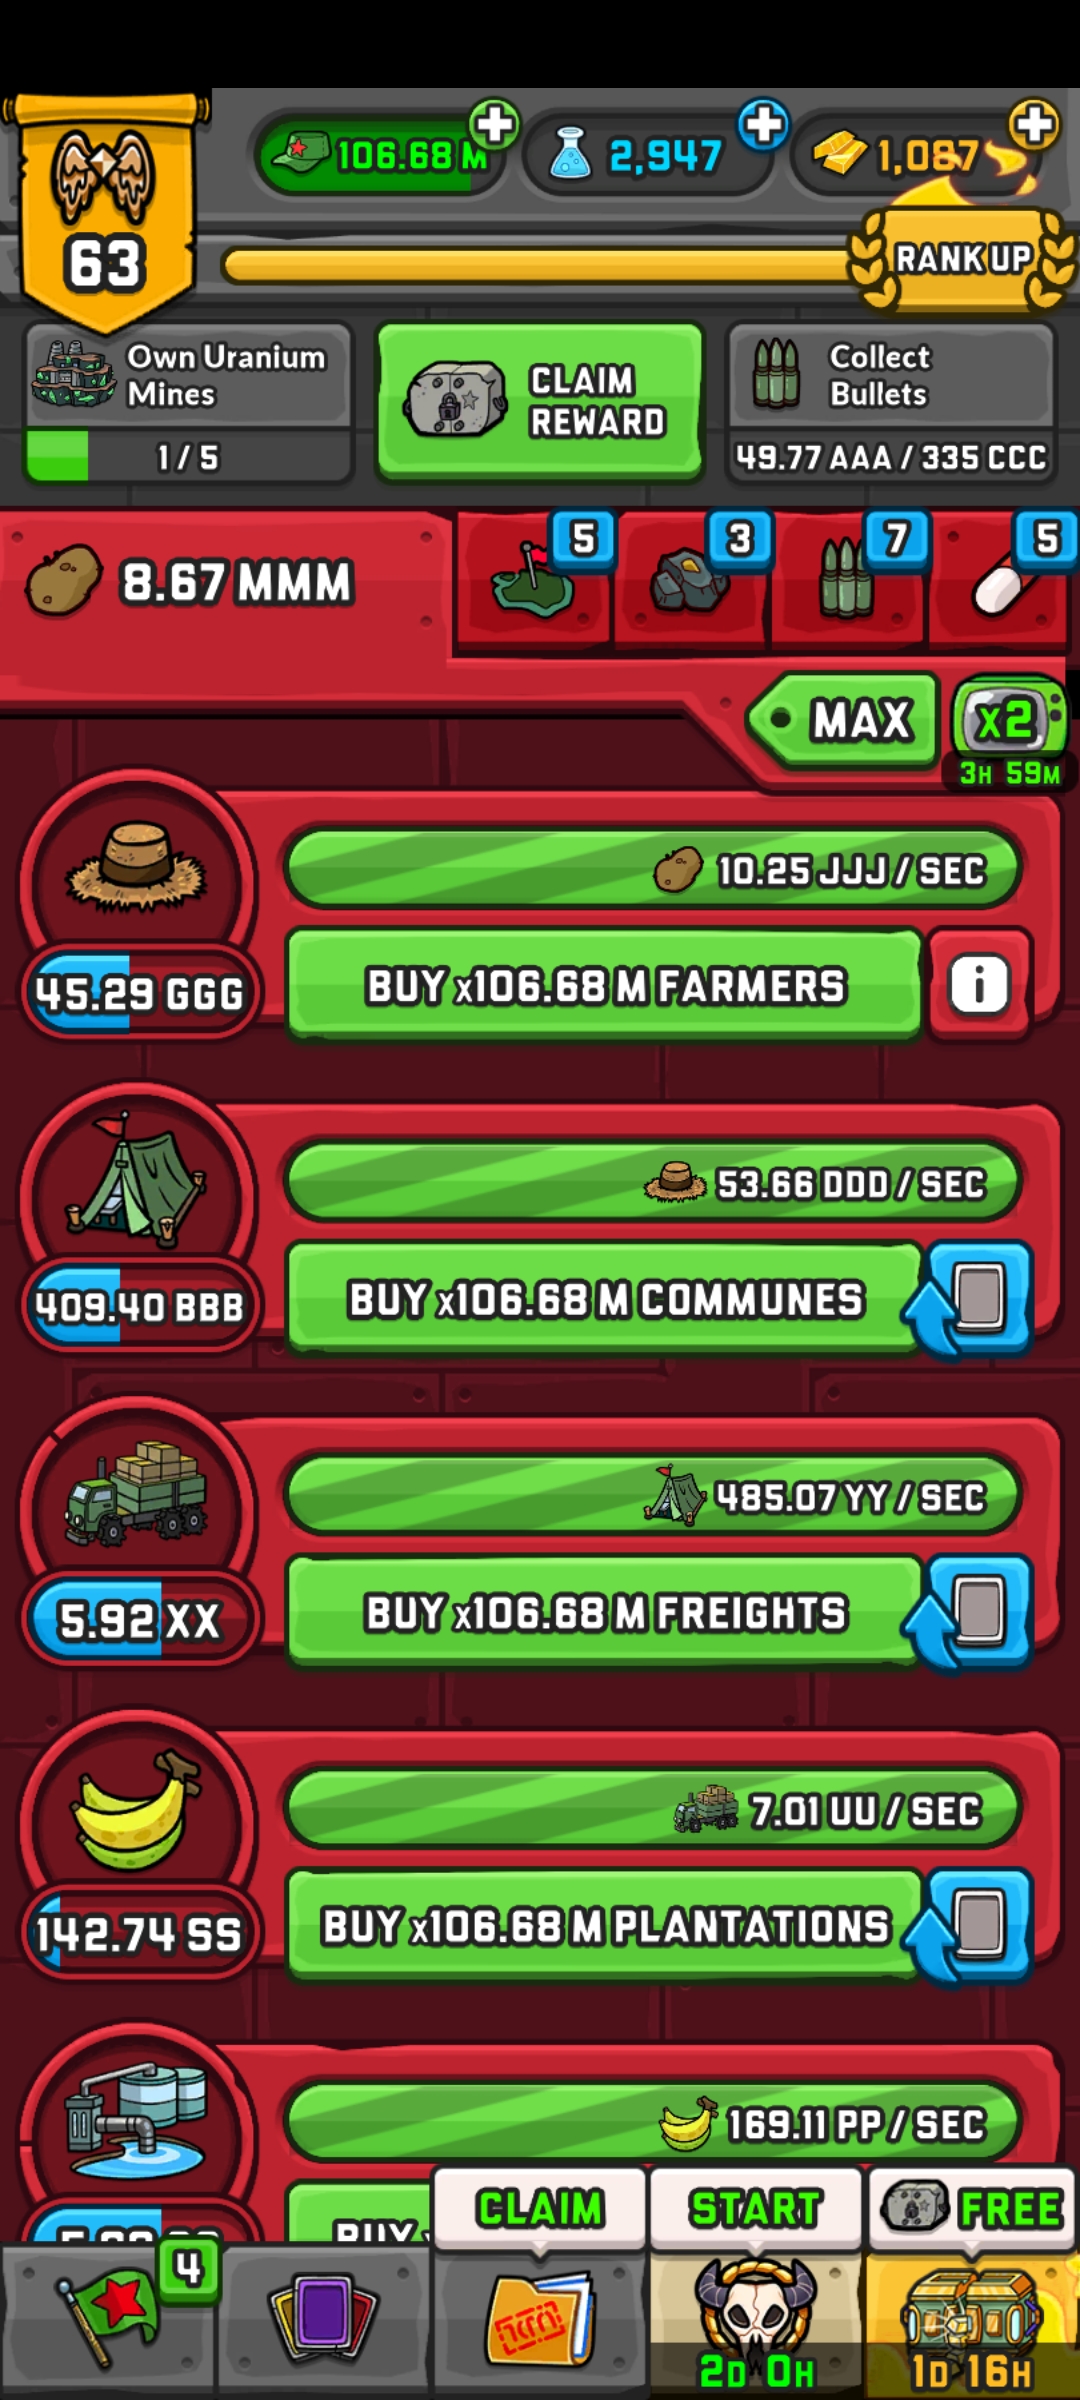 106.68 M
2,947
1,087
63
RANK UP
Own Uranium
Mines
1 / 5
CLAIM
REWARD
Collect
Bullets
49.77 AAA / 335 CCC
8.67 MMM
5
3
7
5
MAX
x2
3H 59M
10.25 JJJ / SEC
45.29 GGG
BUY x106.68 M FARMERS
i
53.66 DDD / SEC
409.40 BBB
BUY x106.68 M COMMUNES
485.07 YY / SEC
5.92 XX
BUY x106.68 M FREIGHTS
7.01 UU / SEC
142.74 SS
BUY x106.68 M PLANTATIONS
169.11 PP / SEC
BUY
CLAIM
START
FREE
4
2D 0H
1D 16H